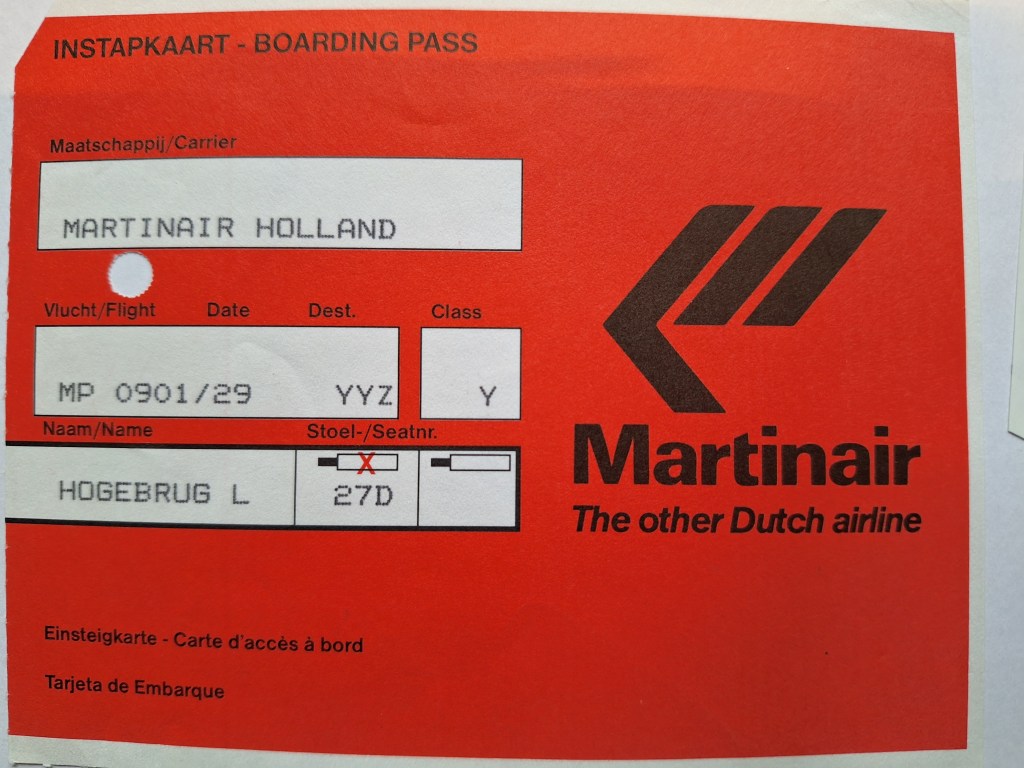 INSTAPKAART - BOARDING PASS
Maatschappij/Carrier
MARTINAIR HOLLAND
Vlucht/Flight Date Dest. Class
MP 0901/29 YYZ Y
Naam/Name Stoel-/Seatnr.
X
HOGEBRUG L 27D
Martinair
The other Dutch airline
Einsteigkarte - Carte d'accès à bord
Tarjeta de Embarque